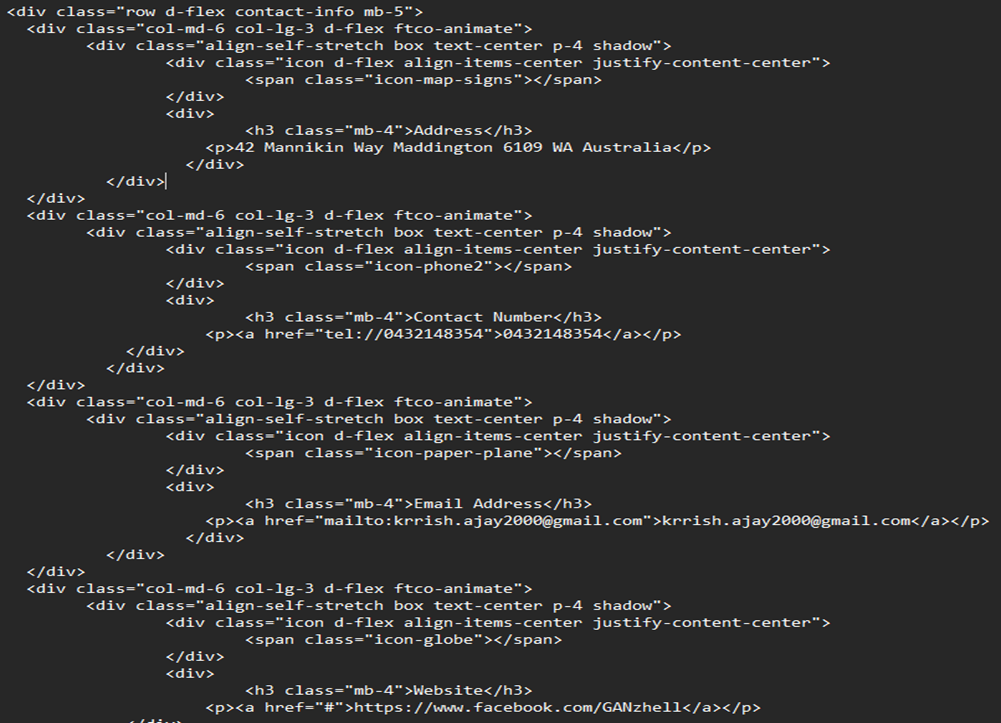 <div class="row d-flex contact-info mb-5">
<div class="col-md-6 col-lg-3 d-flex ftco-animate">
<div class="align-self-stretch box text-center p-4 shadow">
<div class="icon d-flex align-items-center justify-content-center">
<span class="icon-map-signs"></span>
</div>
<div>
<h3 class="mb-4">Address</h3>
<p>42 Mannikin Way Maddington 6109 WA Australia</p>
</div>
</div>
</div>
<div class="col-md-6 col-lg-3 d-flex ftco-animate">
<div class="align-self-stretch box text-center p-4 shadow">
<div class="icon d-flex align-items-center justify-content-center">
<span class="icon-phone2"></span>
</div>
<div>
<h3 class="mb-4">Contact Number</h3>
<p><a href="tel://0432148354">0432148354</a></p>
</div>
</div>
</div>
<div class="col-md-6 col-lg-3 d-flex ftco-animate">
<div class="align-self-stretch box text-center p-4 shadow">
<div class="icon d-flex align-items-center justify-content-center">
<span class="icon-paper-plane"></span>
</div>
<div>
<h3 class="mb-4">Email Address</h3>
<p><a href="mailto:krrish.ajay2000@gmail.com">krrish.ajay2000@gmail.com</a></p>
</div>
</div>
</div>
<div class="col-md-6 col-lg-3 d-flex ftco-animate">
<div class="align-self-stretch box text-center p-4 shadow">
<div class="icon d-flex align-items-center justify-content-center">
<span class="icon-globe"></span>
</div>
<div>
<h3 class="mb-4">Website</h3>
<p><a href="#">https://www.facebook.com/GANzhell</a></p>
</div>